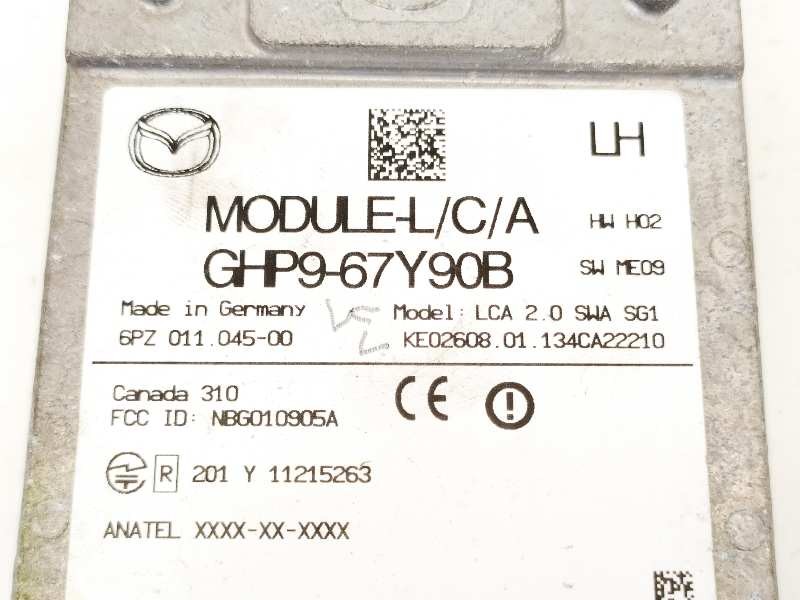 LH
MODULE-L/C/A
HW H02
GHP9-67Y90B
SW ME09
Made in Germany
Model: LCA 2.0 SWA SG1
6PZ 011.045-00
KE02608.01.134CA22210
Canada 310
CE
FCC ID: NBG010905A
R 201 Y 11215263
ANATEL XXXX-XX-XXXX